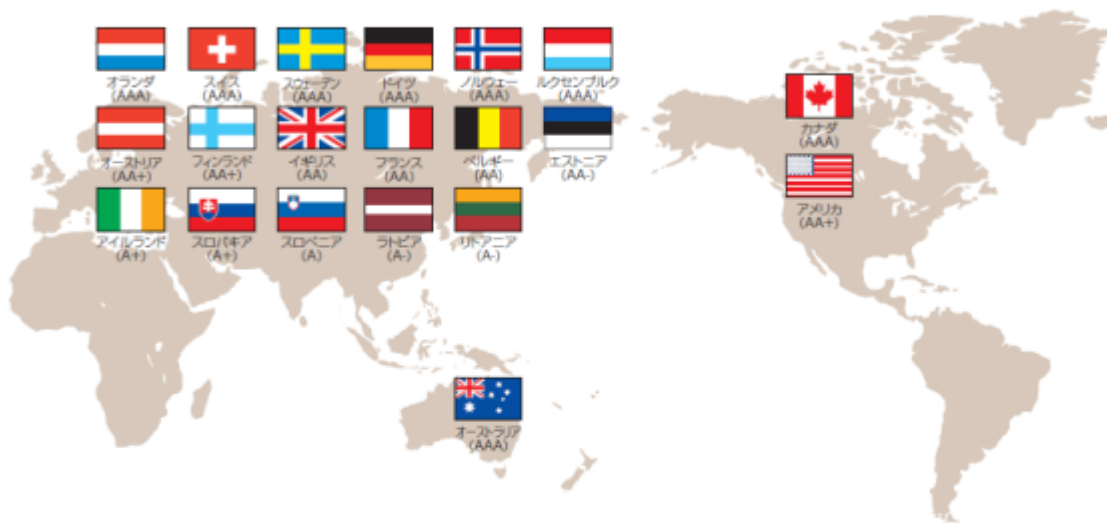 オランダ
(AAA)
スイス
(AAA)
スウェーデン
(AAA)
ドイツ
(AAA)
ノルウェー
(AAA)
ルクセンブルク
(AAA)
カナダ
(AAA)
オーストリア
(AA+)
フィンランド
(AA+)
イギリス
(AA)
フランス
(AA)
ベルギー
(AA)
エストニア
(AA-)
アメリカ
(AA+)
アイルランド
(A+)
スロバキア
(A+)
スロベニア
(A)
ラトビア
(A-)
リトアニア
(A-)
オーストラリア
(AAA)